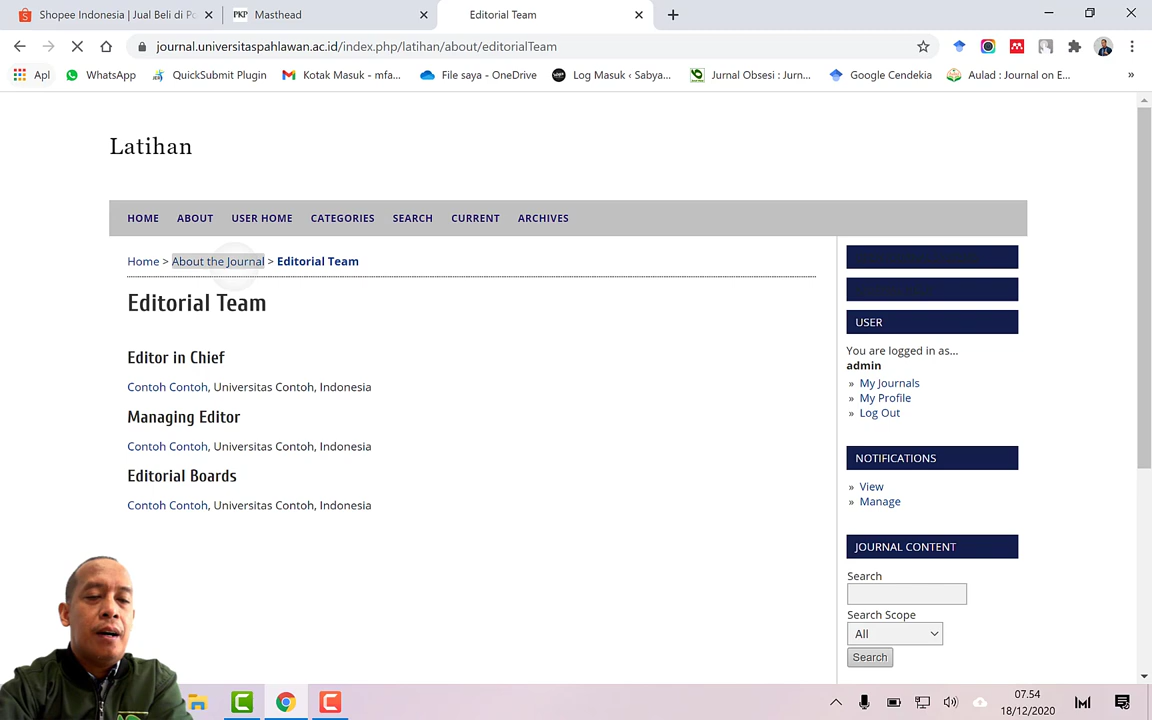 Shopee Indonesia | Jual Beli di Po
PKP Masthead
Editorial Team
journal.universitaspahlawan.ac.id/index.php/latihan/about/editorialTeam
Apl
WhatsApp
QuickSubmit Plugin
Kotak Masuk - mfa...
File saya - OneDrive
Log Masuk ‹ Sabya...
Jurnal Obsesi : Jurn...
Google Cendekia
Aulad : Journal on E...
»
Latihan
HOME ABOUT USER HOME CATEGORIES SEARCH CURRENT ARCHIVES
Home > About the Journal > Editorial Team
Editorial Team
Editor in Chief
Contoh Contoh, Universitas Contoh, Indonesia
Managing Editor
Contoh Contoh, Universitas Contoh, Indonesia
Editorial Boards
Contoh Contoh, Universitas Contoh, Indonesia
USER
You are logged in as...
admin
» My Journals
» My Profile
» Log Out
NOTIFICATIONS
» View
» Manage
JOURNAL CONTENT
Search
Search Scope
All
Search
07.54
18/12/2020